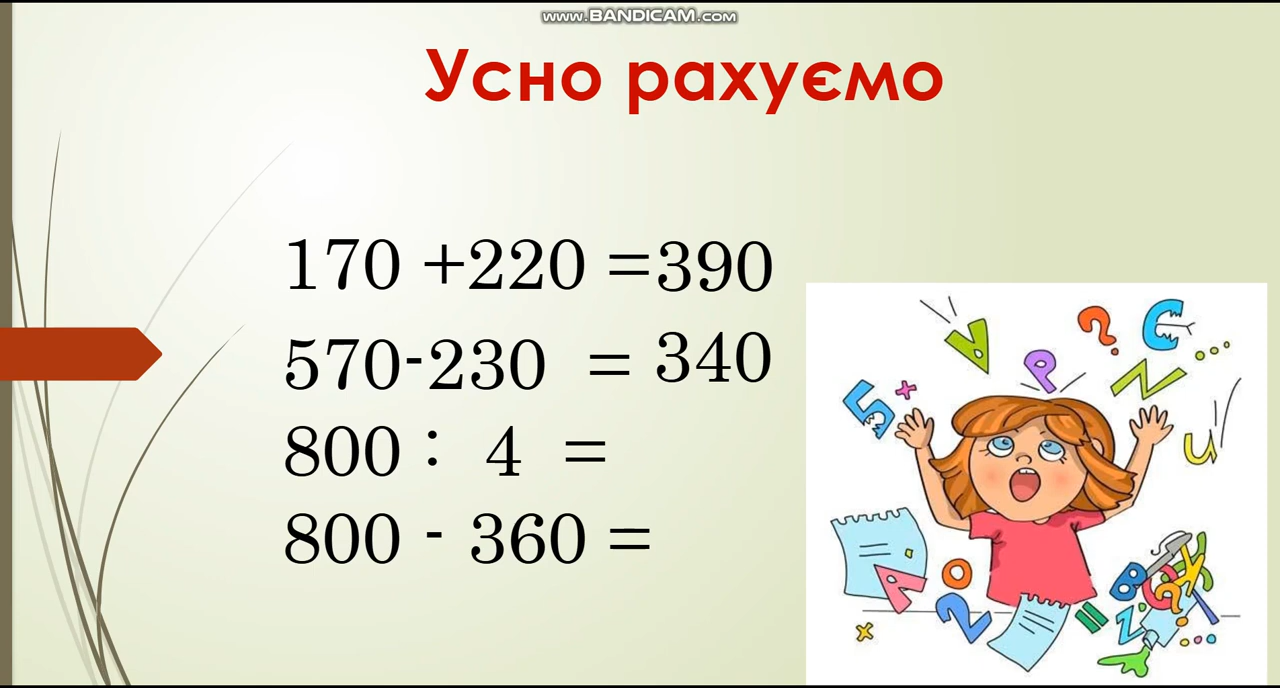 www.BANDICAM.com
Усно рахуємо
170 +220 =390
570-230 = 340
800 : 4 =
800 - 360 =